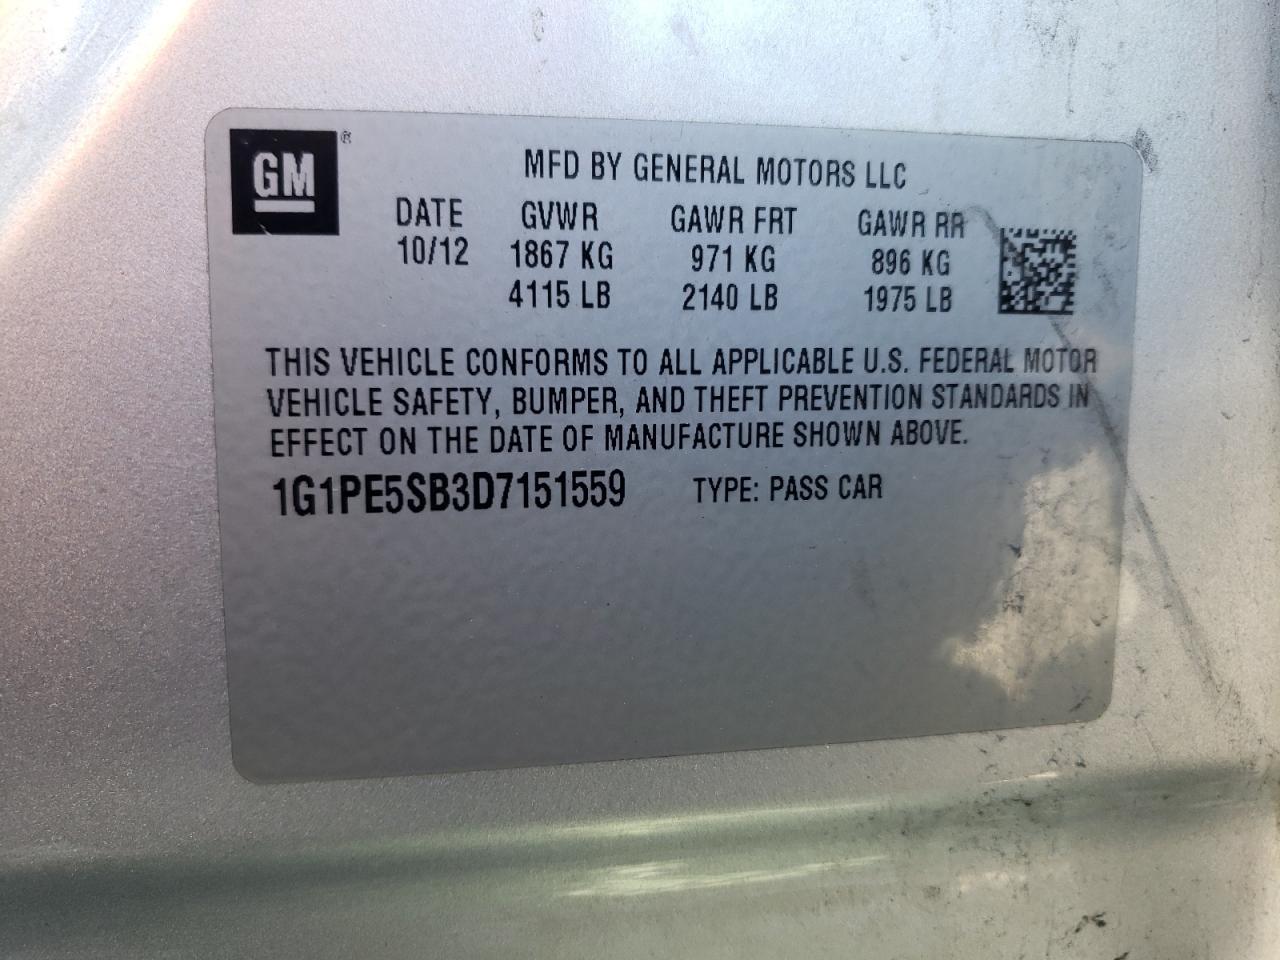 GM ®
MFD BY GENERAL MOTORS LLC
DATE GVWR GAWR FRT GAWR RR
10/12 1867 KG 971 KG 896 KG
4115 LB 2140 LB 1975 LB
THIS VEHICLE CONFORMS TO ALL APPLICABLE U.S. FEDERAL MOTOR
VEHICLE SAFETY, BUMPER, AND THEFT PREVENTION STANDARDS IN
EFFECT ON THE DATE OF MANUFACTURE SHOWN ABOVE.
1G1PE5SB3D7151559 TYPE: PASS CAR